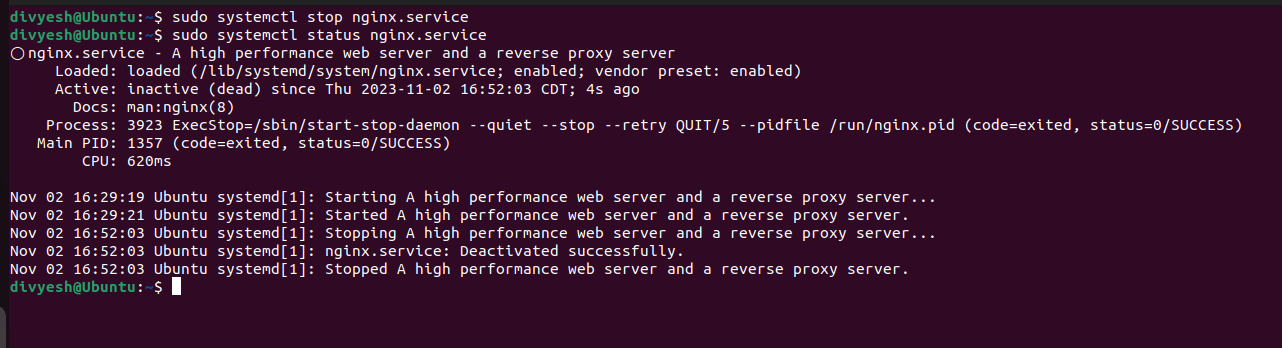 divyesh@Ubuntu:~$ sudo systemctl stop nginx.service
divyesh@Ubuntu:~$ sudo systemctl status nginx.service
○ nginx.service - A high performance web server and a reverse proxy server
     Loaded: loaded (/lib/systemd/system/nginx.service; enabled; vendor preset: enabled)
     Active: inactive (dead) since Thu 2023-11-02 16:52:03 CDT; 4s ago
       Docs: man:nginx(8)
    Process: 3923 ExecStop=/sbin/start-stop-daemon --quiet --stop --retry QUIT/5 --pidfile /run/nginx.pid (code=exited, status=0/SUCCESS)
   Main PID: 1357 (code=exited, status=0/SUCCESS)
        CPU: 620ms

Nov 02 16:29:19 Ubuntu systemd[1]: Starting A high performance web server and a reverse proxy server...
Nov 02 16:29:21 Ubuntu systemd[1]: Started A high performance web server and a reverse proxy server.
Nov 02 16:52:03 Ubuntu systemd[1]: Stopping A high performance web server and a reverse proxy server...
Nov 02 16:52:03 Ubuntu systemd[1]: nginx.service: Deactivated successfully.
Nov 02 16:52:03 Ubuntu systemd[1]: Stopped A high performance web server and a reverse proxy server.
divyesh@Ubuntu:~$